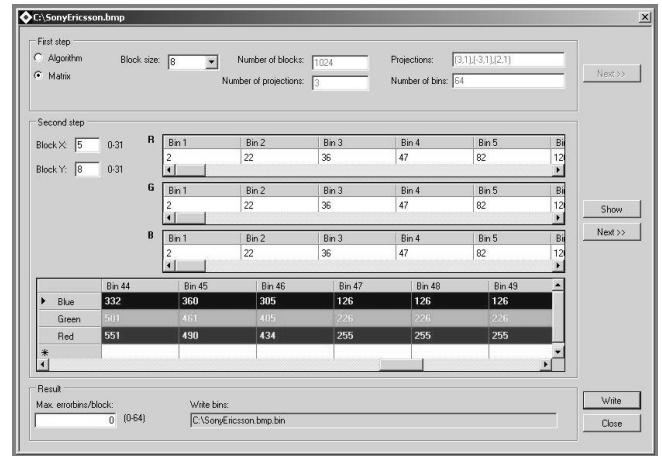 C:\SonyEricsson.bmp
First step
Algorithm
Matrix
Block size: 8
Number of blocks: 1024
Projections: (3,1),(-3,1),(2,1)
Number of projections: 3
Number of bins: 64
Next >>
Second step
Block X: 5 0-31
Block Y: 8 0-31
R Bin 1 Bin 2 Bin 3 Bin 4 Bin 5
2 22 36 47 82
G Bin 1 Bin 2 Bin 3 Bin 4 Bin 5
2 22 36 47 82
B Bin 1 Bin 2 Bin 3 Bin 4 Bin 5
2 22 36 47 82
Show
Next >>
Bin 44 Bin 45 Bin 46 Bin 47 Bin 48 Bin 49
Blue 332 360 305 126 126 126
Green 501 461 405 226 226 226
Red 551 490 434 255 255 255
*
Result
Max. errorbins/block:
0 (0-64)
Write bins:
C:\SonyEricsson.bmp.bin
Write
Close